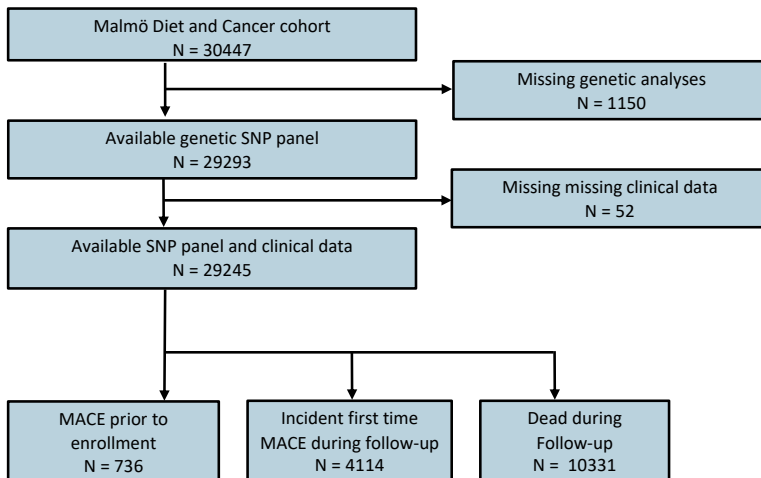 Malmö Diet and Cancer cohort
N = 30447
Missing genetic analyses
N = 1150
Available genetic SNP panel
N = 29293
Missing missing clinical data
N = 52
Available SNP panel and clinical data
N = 29245
MACE prior to
enrollment
N = 736
Incident first time
MACE during follow-up
N = 4114
Dead during
Follow-up
N =  10331